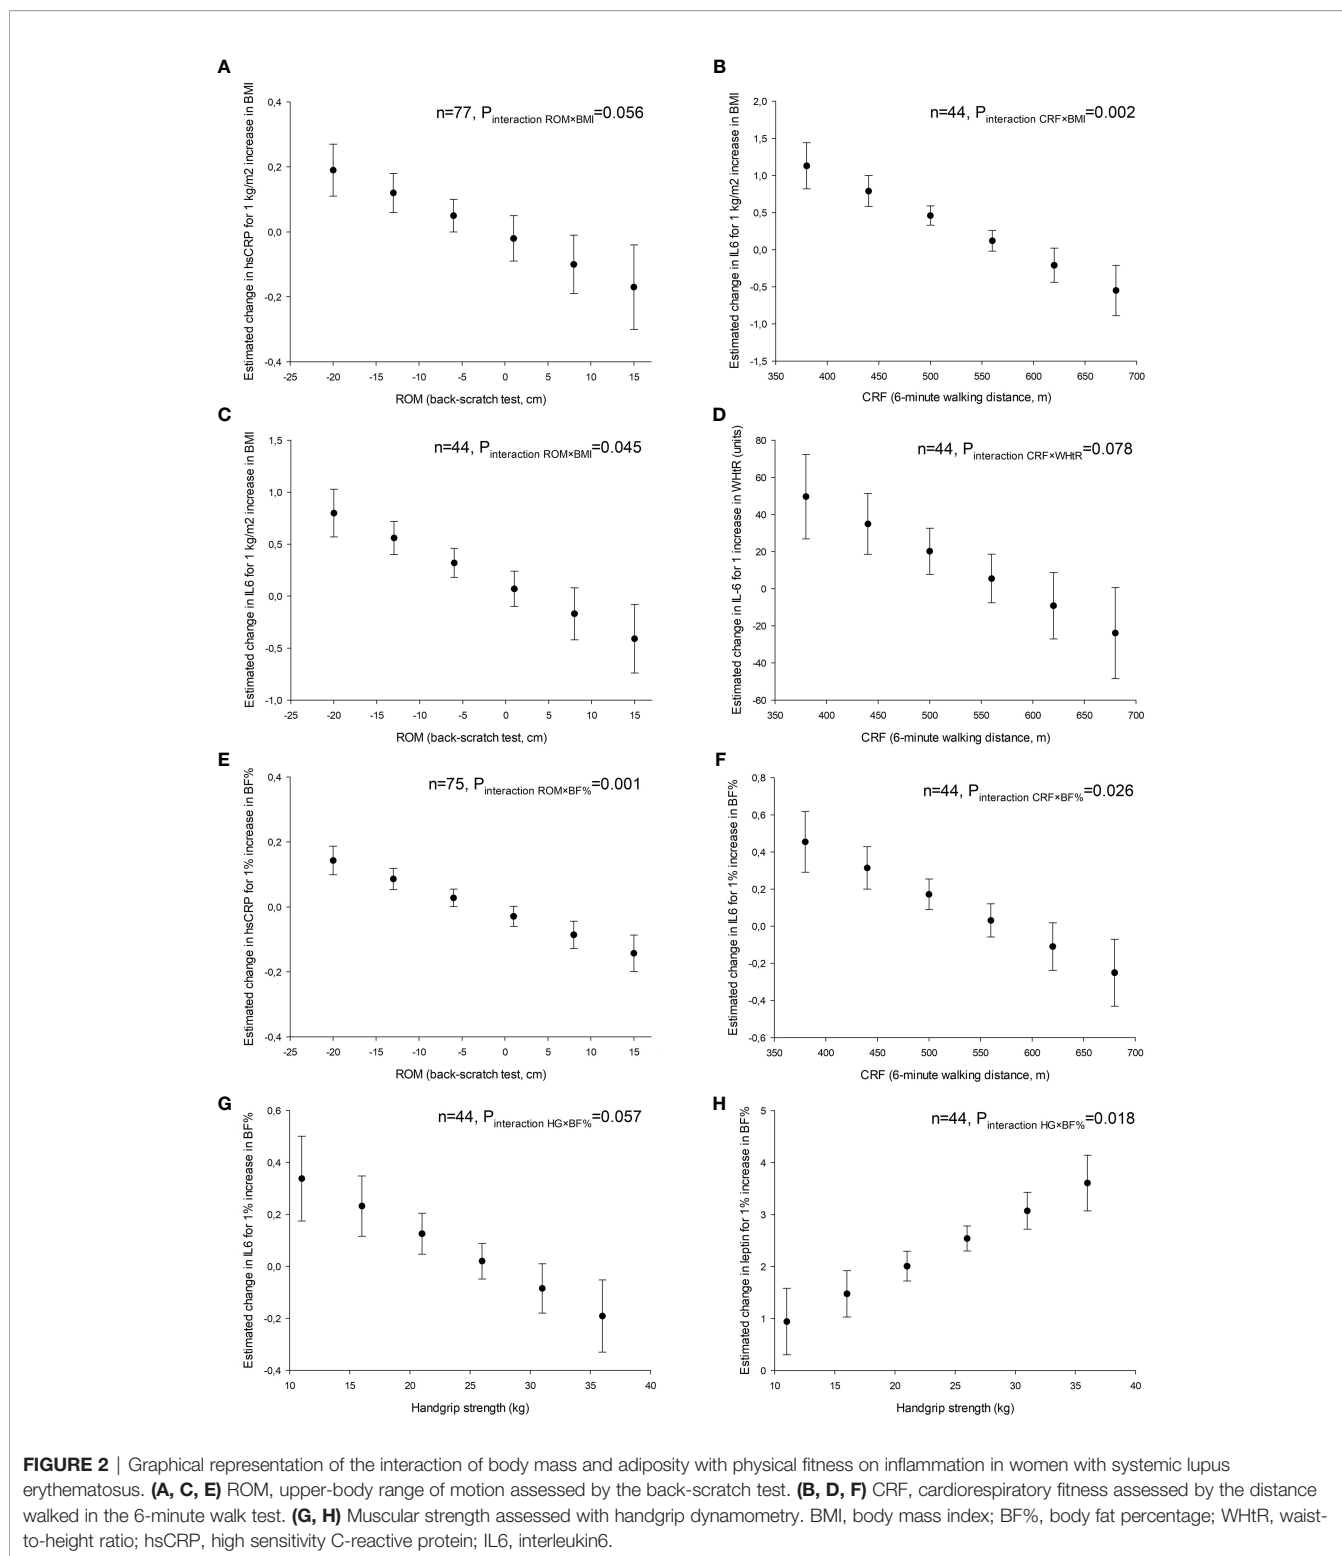 A
Estimated change in hsCRP for 1 kg/m2 increase in BMI
n=77, Pinteraction ROM×BMI=0.056
0,4
0,2
0,0
-0,2
-0,4
-25 -20 -15 -10 -5 0 5 10 15
ROM (back-scratch test, cm)
B
Estimated change in IL6 for 1 kg/m2 increase in BMI
n=44, Pinteraction CRF×BMI=0.002
2,0
1,5
1,0
0,5
0,0
-0,5
-1,0
-1,5
350 400 450 500 550 600 650 700
CRF (6-minute walking distance, m)
C
Estimated change in IL6 for 1 kg/m2 increase in BMI
n=44, Pinteraction ROM×BMI=0.045
1,5
1,0
0,5
0,0
-0,5
-1,0
-25 -20 -15 -10 -5 0 5 10 15
ROM (back-scratch test, cm)
D
Estimated change in IL-6 for 1 increase in WHtR (units)
n=44, Pinteraction CRF×WHtR=0.078
80
60
40
20
0
-20
-40
-60
350 400 450 500 550 600 650 700
CRF (6-minute walking distance, m)
E
Estimated change in hsCRP for 1% increase in BF%
n=75, Pinteraction ROM×BF%=0.001
0,4
0,2
0,0
-0,2
-0,4
-25 -20 -15 -10 -5 0 5 10 15
ROM (back-scratch test, cm)
F
Estimated change in IL6 for 1% increase in BF%
n=44, Pinteraction CRF×BF%=0.026
0,8
0,6
0,4
0,2
0,0
-0,2
-0,4
-0,6
350 400 450 500 550 600 650 700
CRF (6-minute walking distance, m)
G
Estimated change in IL6 for 1% increase in BF%
n=44, Pinteraction HG×BF%=0.057
0,6
0,4
0,2
0,0
-0,2
-0,4
10 15 20 25 30 35 40
Handgrip strength (kg)
H
Estimated change in leptin for 1% increase in BF%
n=44, Pinteraction HG×BF%=0.018
5
4
3
2
1
0
10 15 20 25 30 35 40
Handgrip strength (kg)
FIGURE 2 | Graphical representation of the interaction of body mass and adiposity with physical fitness on inflammation in women with systemic lupus
erythematosus. (A, C, E) ROM, upper-body range of motion assessed by the back-scratch test. (B, D, F) CRF, cardiorespiratory fitness assessed by the distance
walked in the 6-minute walk test. (G, H) Muscular strength assessed with handgrip dynamometry. BMI, body mass index; BF%, body fat percentage; WHtR, waist-
to-height ratio; hsCRP, high sensitivity C-reactive protein; IL6, interleukin6.